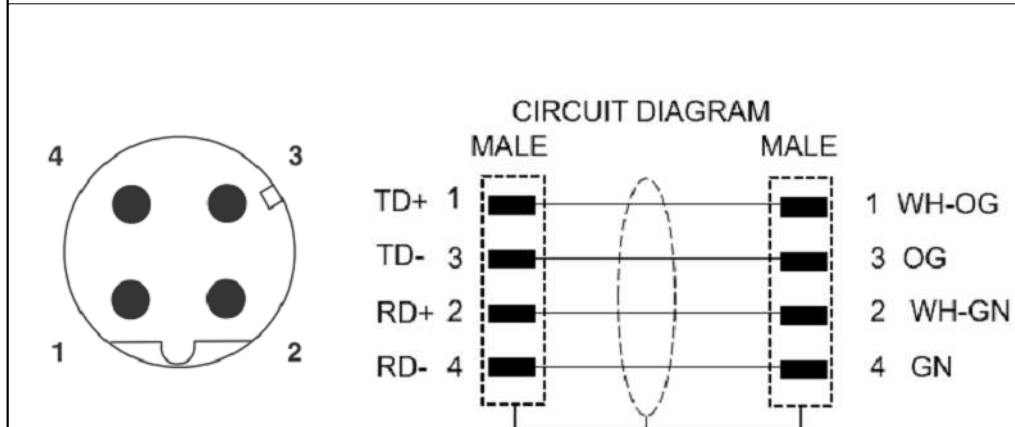 CIRCUIT DIAGRAM
MALE MALE
4 3
1 2
TD+ 1 1 WH-OG
TD- 3 3 OG
RD+ 2 2 WH-GN
RD- 4 4 GN